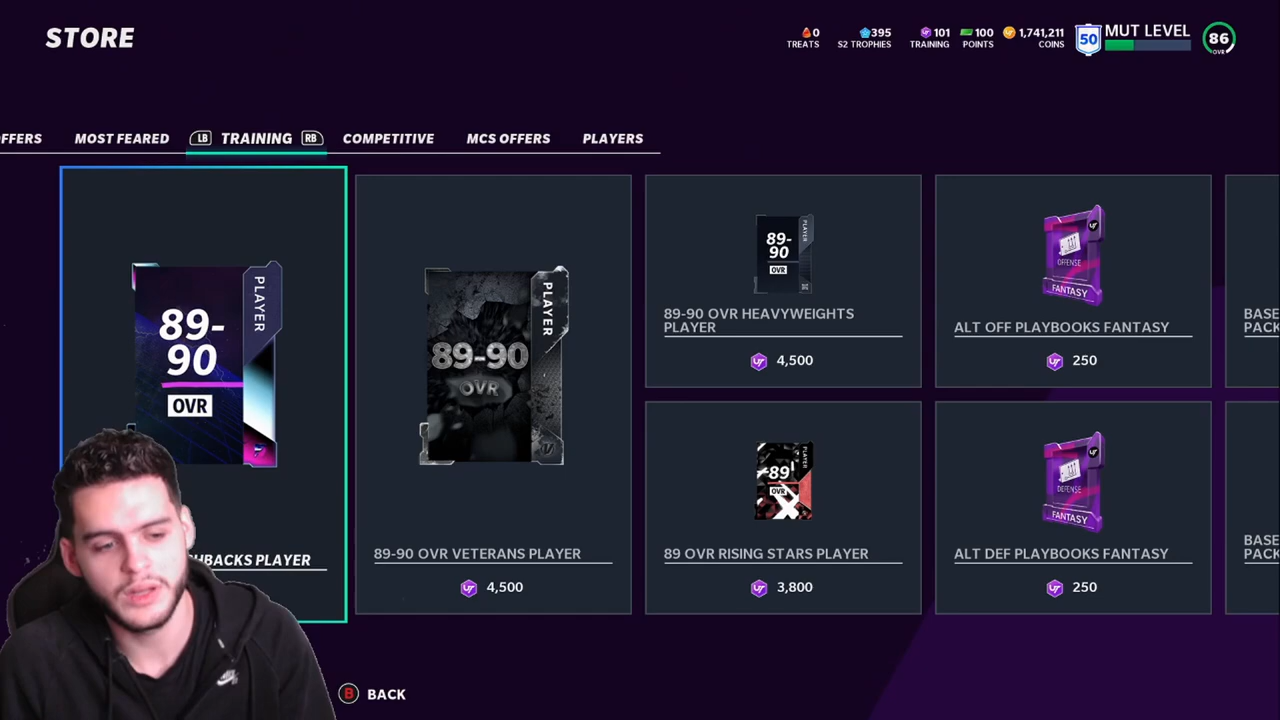 STORE
0
TREATS
395
S2 TROPHIES
101
TRAINING
100
POINTS
1,741,211
COINS
50
MUT LEVEL
86
OVR
FFERS
MOST FEARED
LB
TRAINING
RB
COMPETITIVE
MCS OFFERS
PLAYERS
89-
90
OVR
PLAYER
HBACKS PLAYER
89-90
OVR
PLAYER
89-90 OVR VETERANS PLAYER
4,500
89-
90
OVR
PLAYER
89-90 OVR HEAVYWEIGHTS
PLAYER
4,500
89
OVR
PLAYER
89 OVR RISING STARS PLAYER
3,800
OFFENSE
FANTASY
ALT OFF PLAYBOOKS FANTASY
250
DEFENSE
FANTASY
ALT DEF PLAYBOOKS FANTASY
250
BASE
PACK
BASE
PACK
B BACK